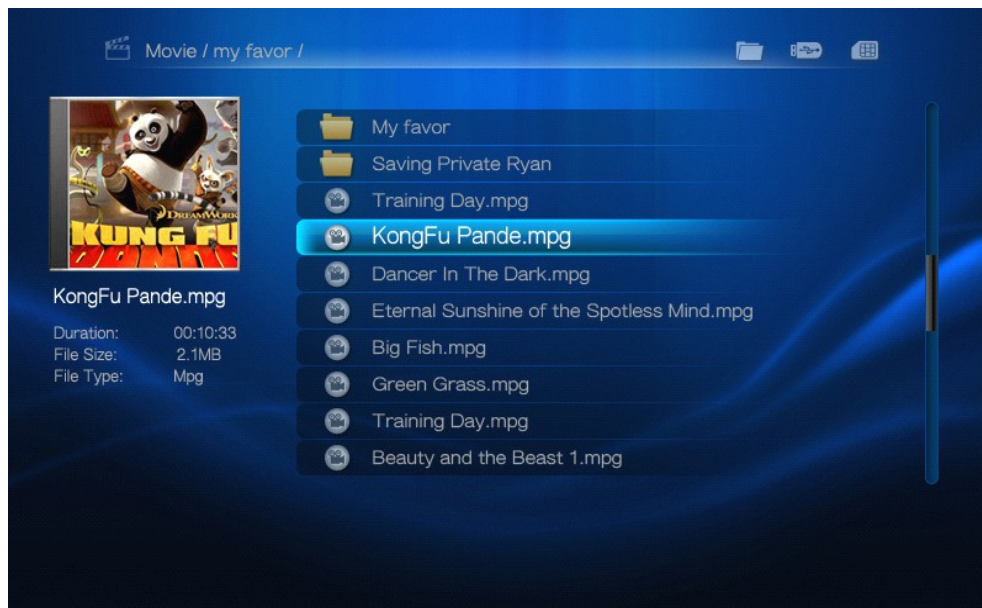 Movie / my favor /
DREAMWORKS
KUNG FU
KongFu Pande.mpg
Duration: 00:10:33
File Size: 2.1MB
File Type: Mpg
My favor
Saving Private Ryan
Training Day.mpg
KongFu Pande.mpg
Dancer In The Dark.mpg
Eternal Sunshine of the Spotless Mind.mpg
Big Fish.mpg
Green Grass.mpg
Training Day.mpg
Beauty and the Beast 1.mpg